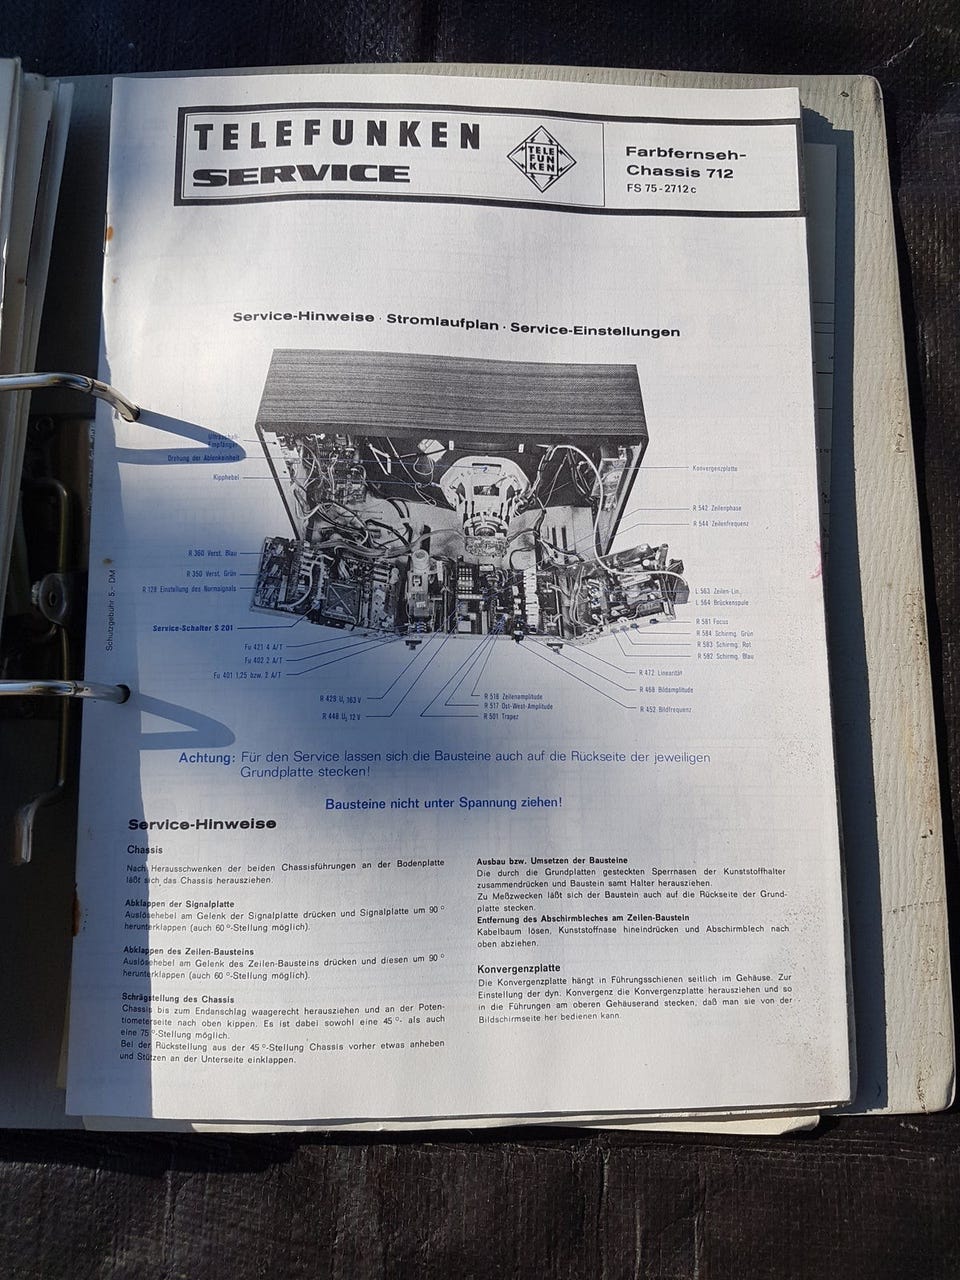 TELEFUNKEN
SERVICE
TELE
FUN
KEN
Farbfernseh-
Chassis 712
FS 75-2712 c
Service-Hinweise · Stromlaufplan · Service-Einstellungen
Empfänger
Drehung der Ablenkeinheit
Kipphebel
Konvergenzplatte
R 542 Zeilenphase
R 544 Zeilenfrequenz
R 360 Verst. Blau
R 350 Verst. Grün
R 128 Einstellung des Normsignals
Service-Schalter S 201
Fu 421 4 A/T
Fu 402 2 A/T
Fu 401 1,25 bzw. 2 A/T
L 563 Zeilen-Lin.
L 564 Brückenspule
R 581 Focus
R 584 Schirmg. Grün
R 583 Schirmg. Rot
R 582 Schirmg. Blau
R 472 Linearität
R 468 Bildamplitude
R 452 Bildfrequenz
R 429 U₁ 163 V
R 448 U₂ 12 V
R 518 Zeilenamplitude
R 517 Ost-West-Amplitude
R 501 Trapez
Schutzgebühr 5,- DM
Achtung: Für den Service lassen sich die Bausteine auch auf die Rückseite der jeweiligen
Grundplatte stecken!
Bausteine nicht unter Spannung ziehen!
Service-Hinweise
Chassis
Nach Herausschwenken der beiden Chassisführungen an der Bodenplatte
läßt sich das Chassis herausziehen.
Abklappen der Signalplatte
Auslösehebel am Gelenk der Signalplatte drücken und Signalplatte um 90°
herunterklappen (auch 60°-Stellung möglich).
Abklappen des Zeilen-Bausteins
Auslösehebel am Gelenk des Zeilen-Bausteins drücken und diesen um 90°
herunterklappen (auch 60°-Stellung möglich).
Schrägstellung des Chassis
Chassis bis zum Endanschlag waagerecht herausziehen und an der Poten-
tiometerseite nach oben kippen. Es ist dabei sowohl eine 45°- als auch
eine 75°-Stellung möglich.
Bei der Rückstellung aus der 45°-Stellung Chassis vorher etwas anheben
und Stützen an der Unterseite einklappen.
Ausbau bzw. Umsetzen der Bausteine
Die durch die Grundplatten gesteckten Sperrnasen der Kunststoffhalter
zusammendrücken und Baustein samt Halter herausziehen.
Zu Meßzwecken läßt sich der Baustein auch auf die Rückseite der Grund-
platte stecken.
Entfernung des Abschirmbleches am Zeilen-Baustein
Kabelbaum lösen, Kunststoffnase hineindrücken und Abschirmblech nach
oben abziehen.
Konvergenzplatte
Die Konvergenzplatte hängt in Führungsschienen seitlich im Gehäuse. Zur
Einstellung der dyn. Konvergenz die Konvergenzplatte herausziehen und so
in die Führungen am oberen Gehäuserand stecken, daß man sie von der
Bildschirmseite her bedienen kann.